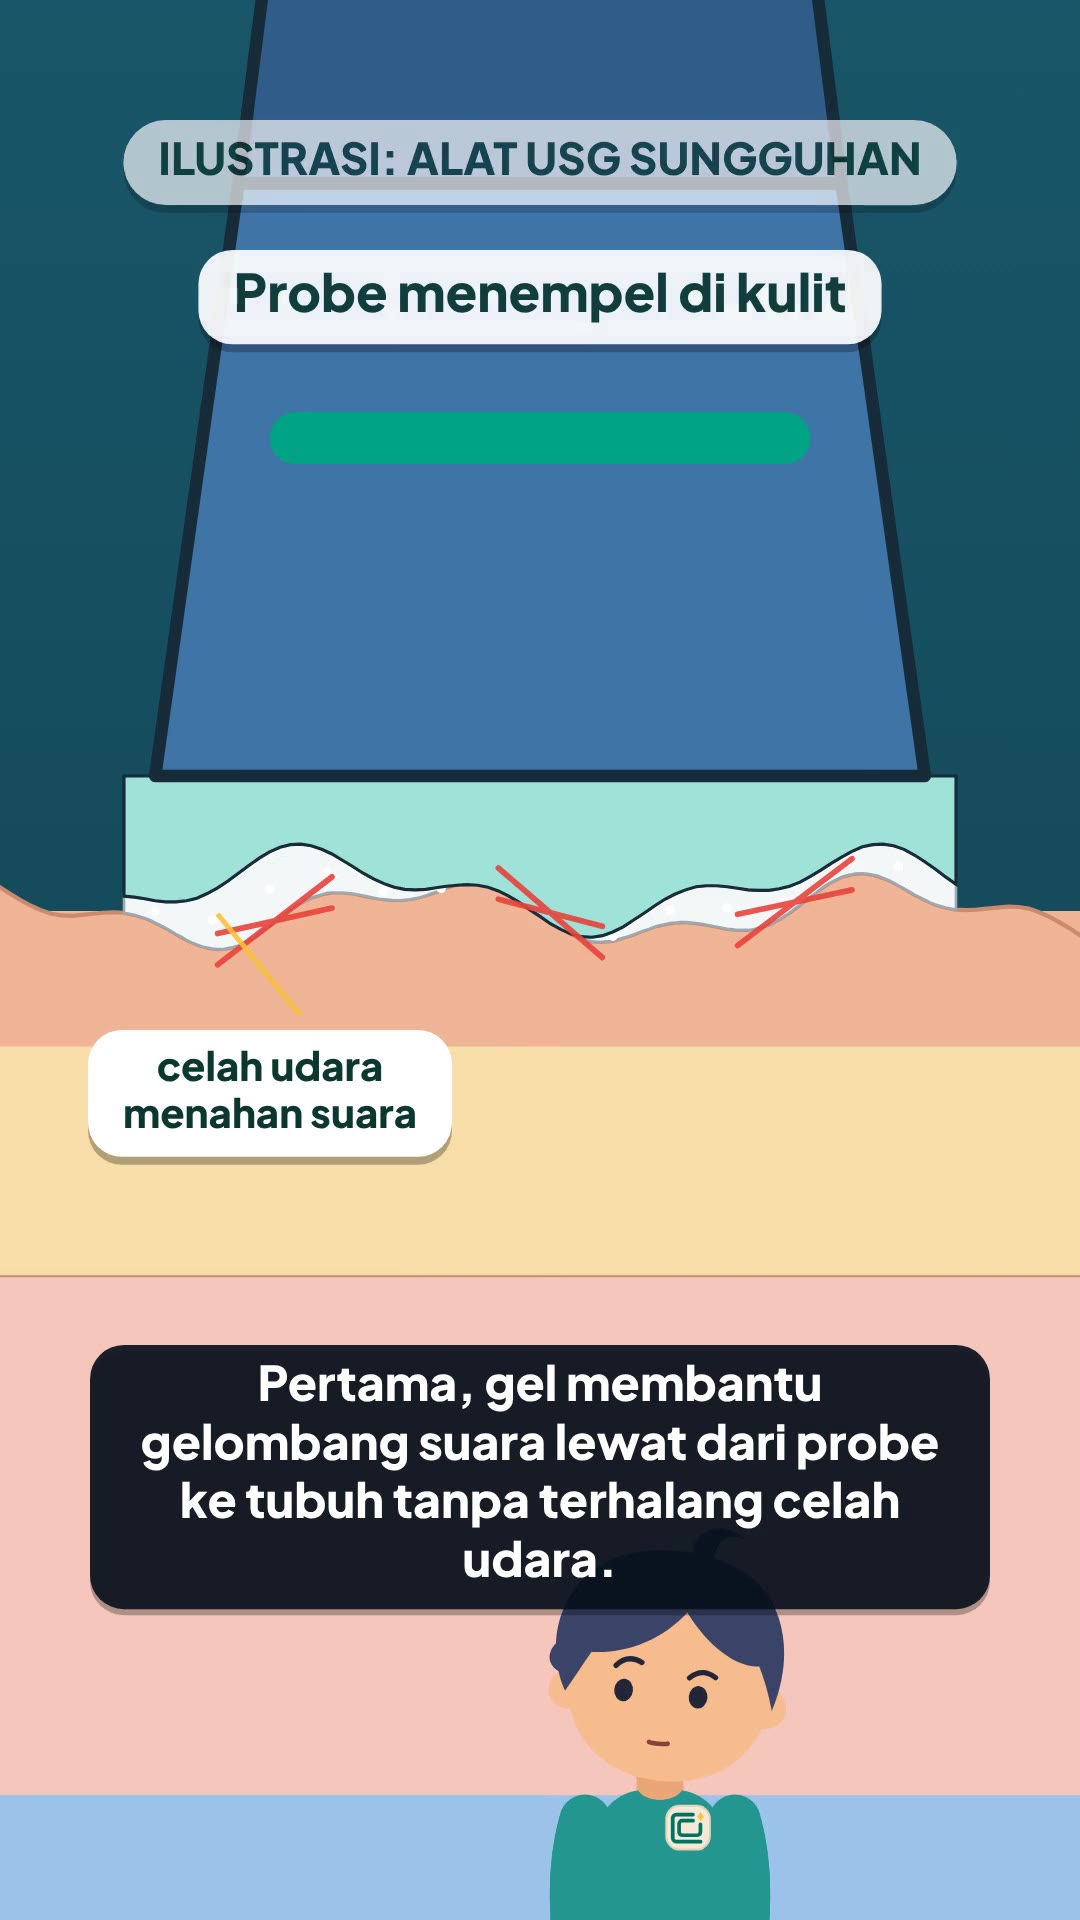 ILUSTRASI: ALAT USG SUNGGUHAN
Probe menempel di kulit
celah udara
menahan suara
Pertama, gel membantu
gelombang suara lewat dari probe
ke tubuh tanpa terhalang celah
udara.